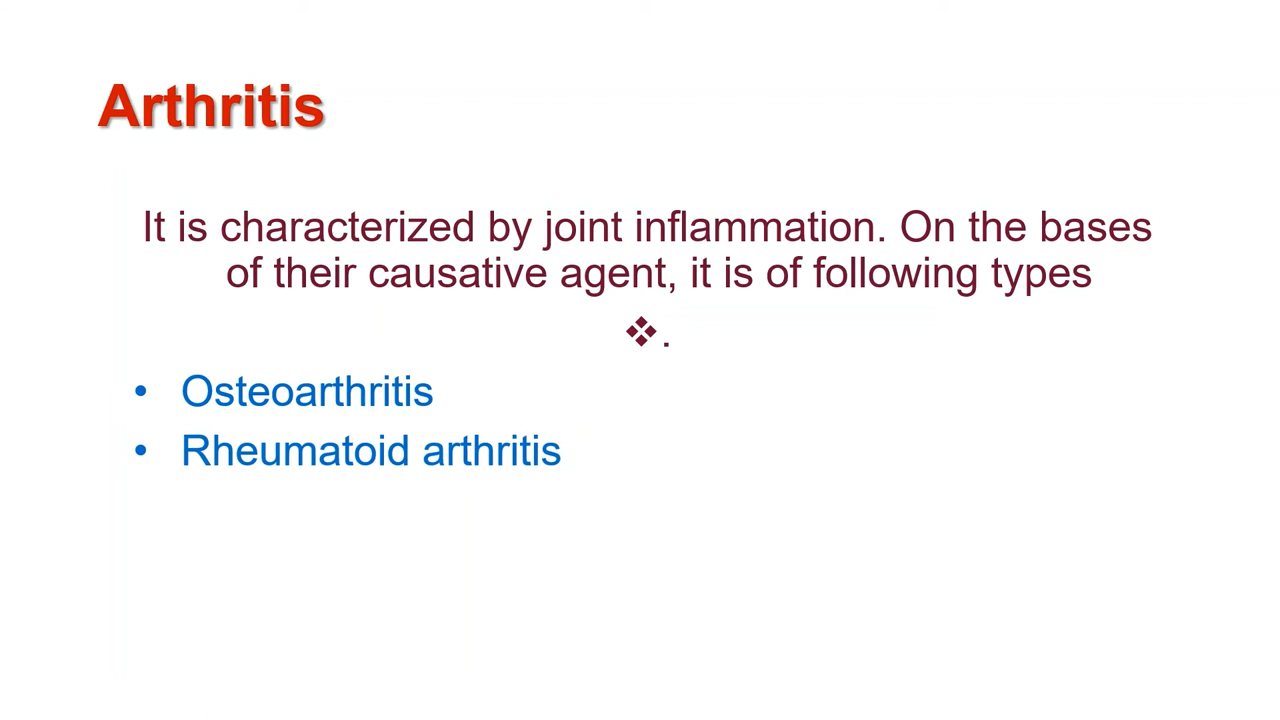 Arthritis
It is characterized by joint inflammation. On the bases
of their causative agent, it is of following types
❖.
• Osteoarthritis
• Rheumatoid arthritis